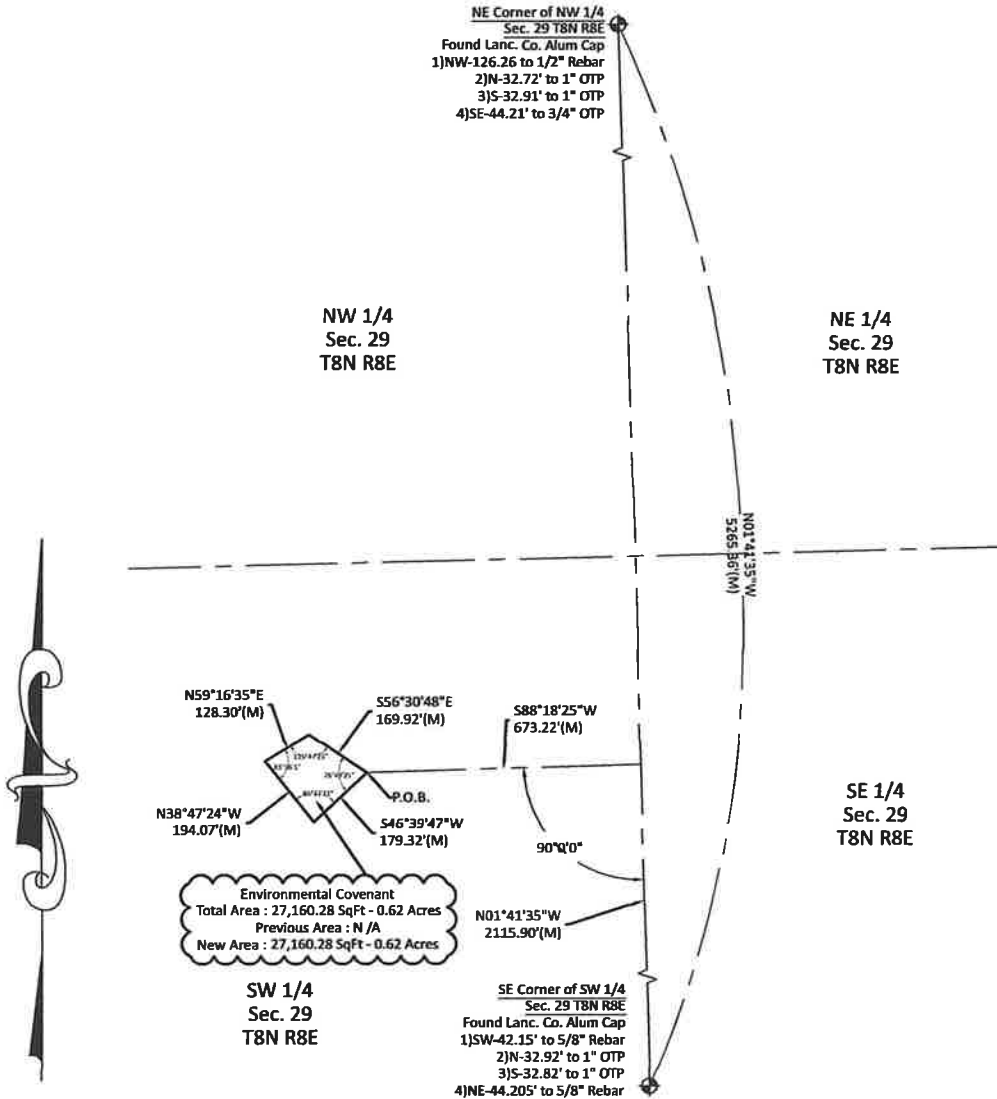 NE Corner of NW 1/4
Sec. 29 T8N R8E
Found Lanc. Co. Alum Cap
1)NW-126.26 to 1/2" Rebar
2)N-32.72' to 1" OTP
3)S-32.91' to 1" OTP
4)SE-44.21' to 3/4" OTP
NW 1/4
Sec. 29
T8N R8E
NE 1/4
Sec. 29
T8N R8E
N01°41'35"W
5265.86'(M)
N59°16'35"E
128.30'(M)
S56°30'48"E
169.92'(M)
S88°18'25"W
673.22'(M)
P.O.B.
N38°47'24"W
194.07'(M)
S46°39'47"W
179.32'(M)
90°0'0"
SE 1/4
Sec. 29
T8N R8E
Environmental Covenant
Total Area : 27,160.28 SqFt - 0.62 Acres
Previous Area : N /A
New Area : 27,160.28 SqFt - 0.62 Acres
N01°41'35"W
2115.90'(M)
SW 1/4
Sec. 29
T8N R8E
SE Corner of SW 1/4
Sec. 29 T8N R8E
Found Lanc. Co. Alum Cap
1)SW-42.15' to 5/8" Rebar
2)N-32.92' to 1" OTP
3)S-32.82' to 1" OTP
4)NE-44.205' to 5/8" Rebar